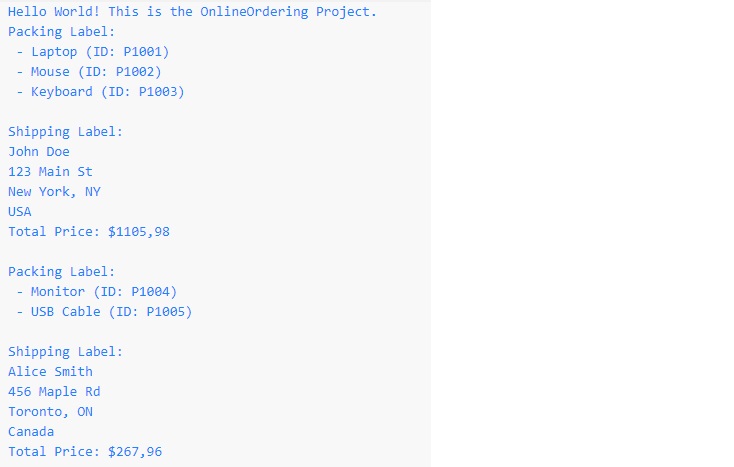 Hello World! This is the OnlineOrdering Project.
Packing Label:
- Laptop (ID: P1001)
- Mouse (ID: P1002)
- Keyboard (ID: P1003)
Shipping Label:
John Doe
123 Main St
New York, NY
USA
Total Price: $1105,98
Packing Label:
- Monitor (ID: P1004)
- USB Cable (ID: P1005)
Shipping Label:
Alice Smith
456 Maple Rd
Toronto, ON
Canada
Total Price: $267,96